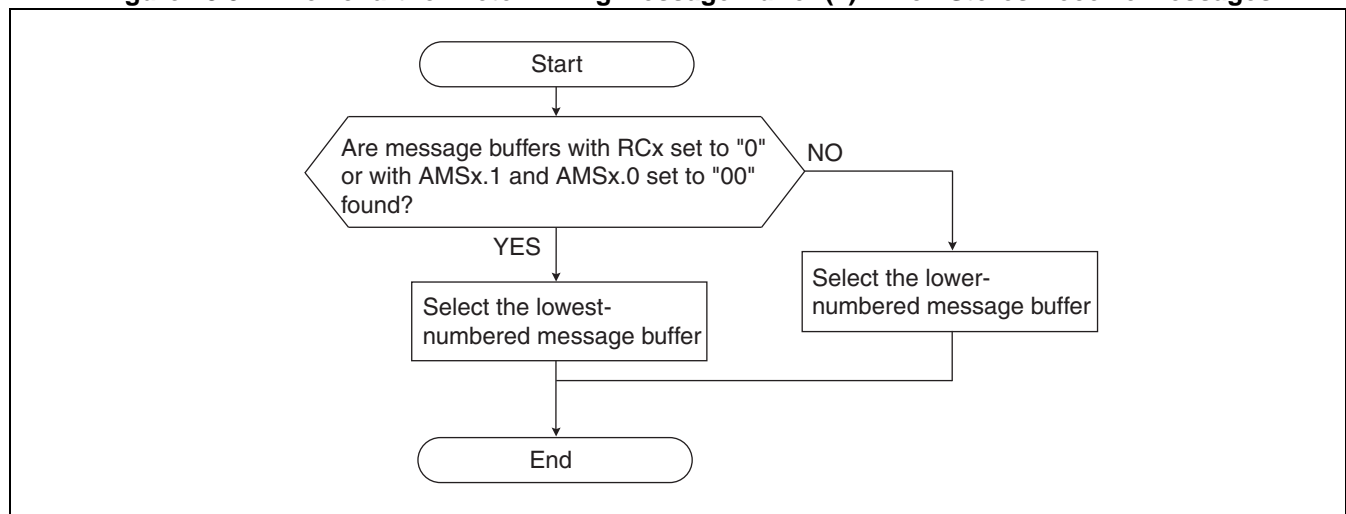 Start
Are message buffers with RCx set to "0"
or with AMSx.1 and AMSx.0 set to "00"
found?
NO
YES
Select the lower-
numbered message buffer
Select the lowest-
numbered message buffer
End